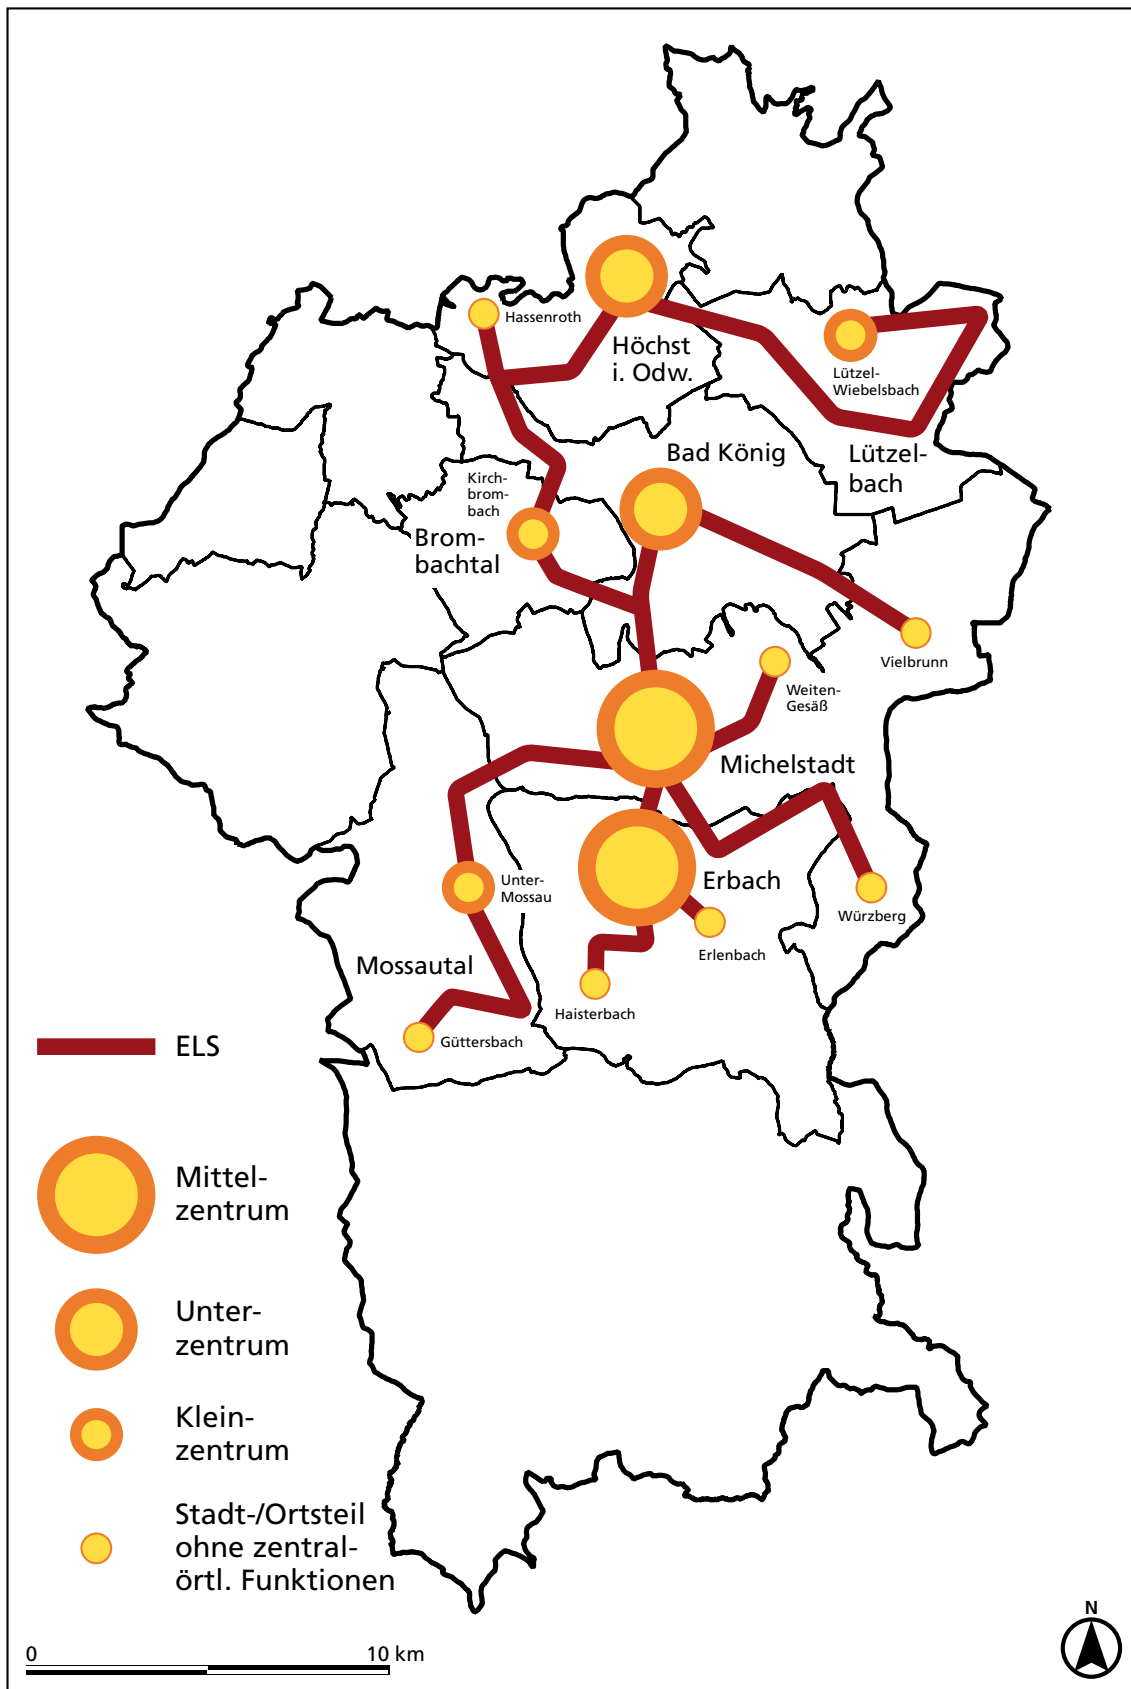 Hassenroth
Höchst
i. Odw.
Lützel-
Wiebelsbach
Bad König
Lützel-
bach
Kirch-
brom-
bach
Brom-
bachtal
Vielbrunn
Weiten-
Gesäß
Michelstadt
Unter-
Mossau
Erbach
Würzberg
Erlenbach
Mossautal
Haisterbach
Güttersbach
ELS
Mittel-
zentrum
Unter-
zentrum
Klein-
zentrum
Stadt-/Ortsteil
ohne zentral-
örtl. Funktionen
0
10 km
N